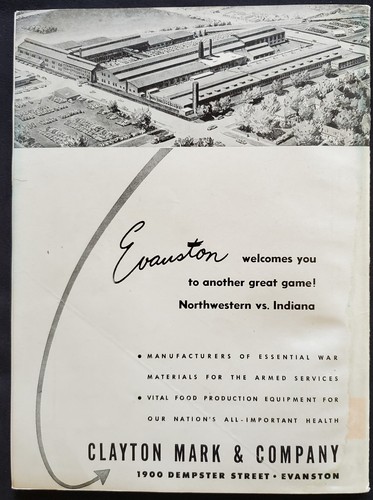 Evanston welcomes you
to another great game!
Northwestern vs. Indiana
• MANUFACTURERS OF ESSENTIAL WAR
MATERIALS FOR THE ARMED SERVICES
• VITAL FOOD PRODUCTION EQUIPMENT FOR
OUR NATION'S ALL-IMPORTANT HEALTH
CLAYTON MARK & COMPANY
1900 DEMPSTER STREET • EVANSTON